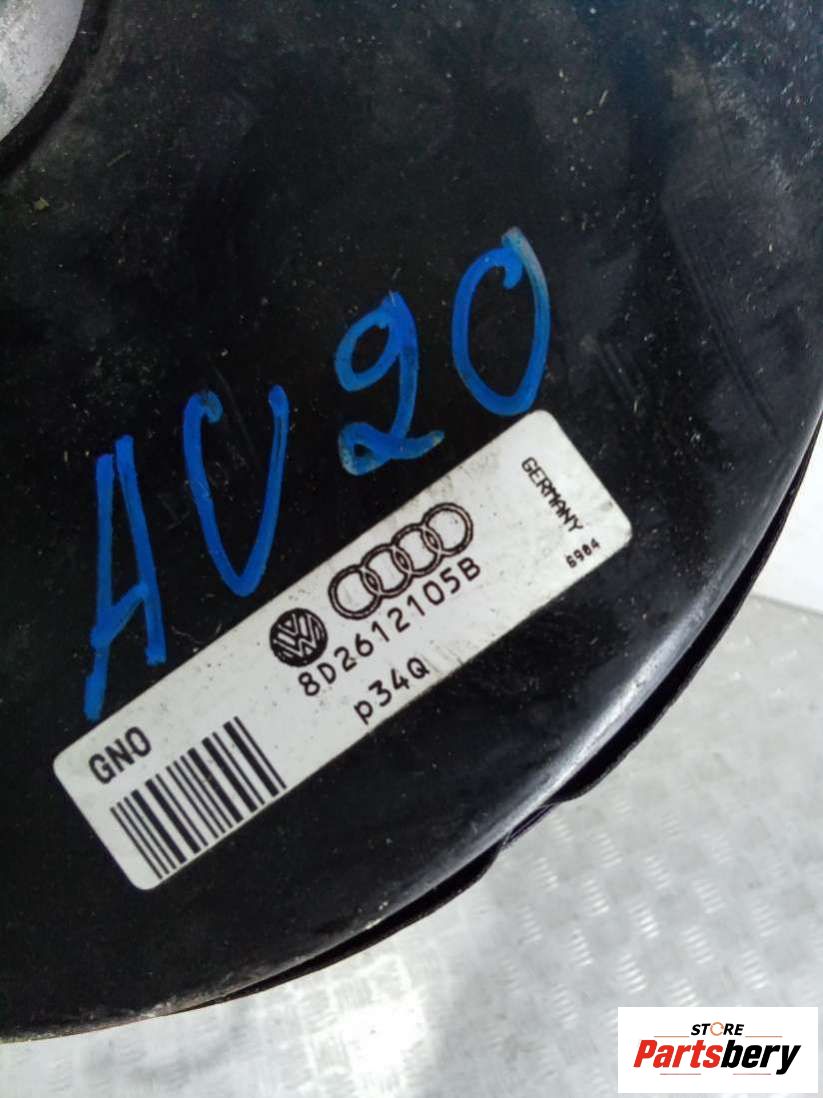 AU20
GERMANY
6904
8D2612105B
p34Q
GNO
STORE
Partsbery